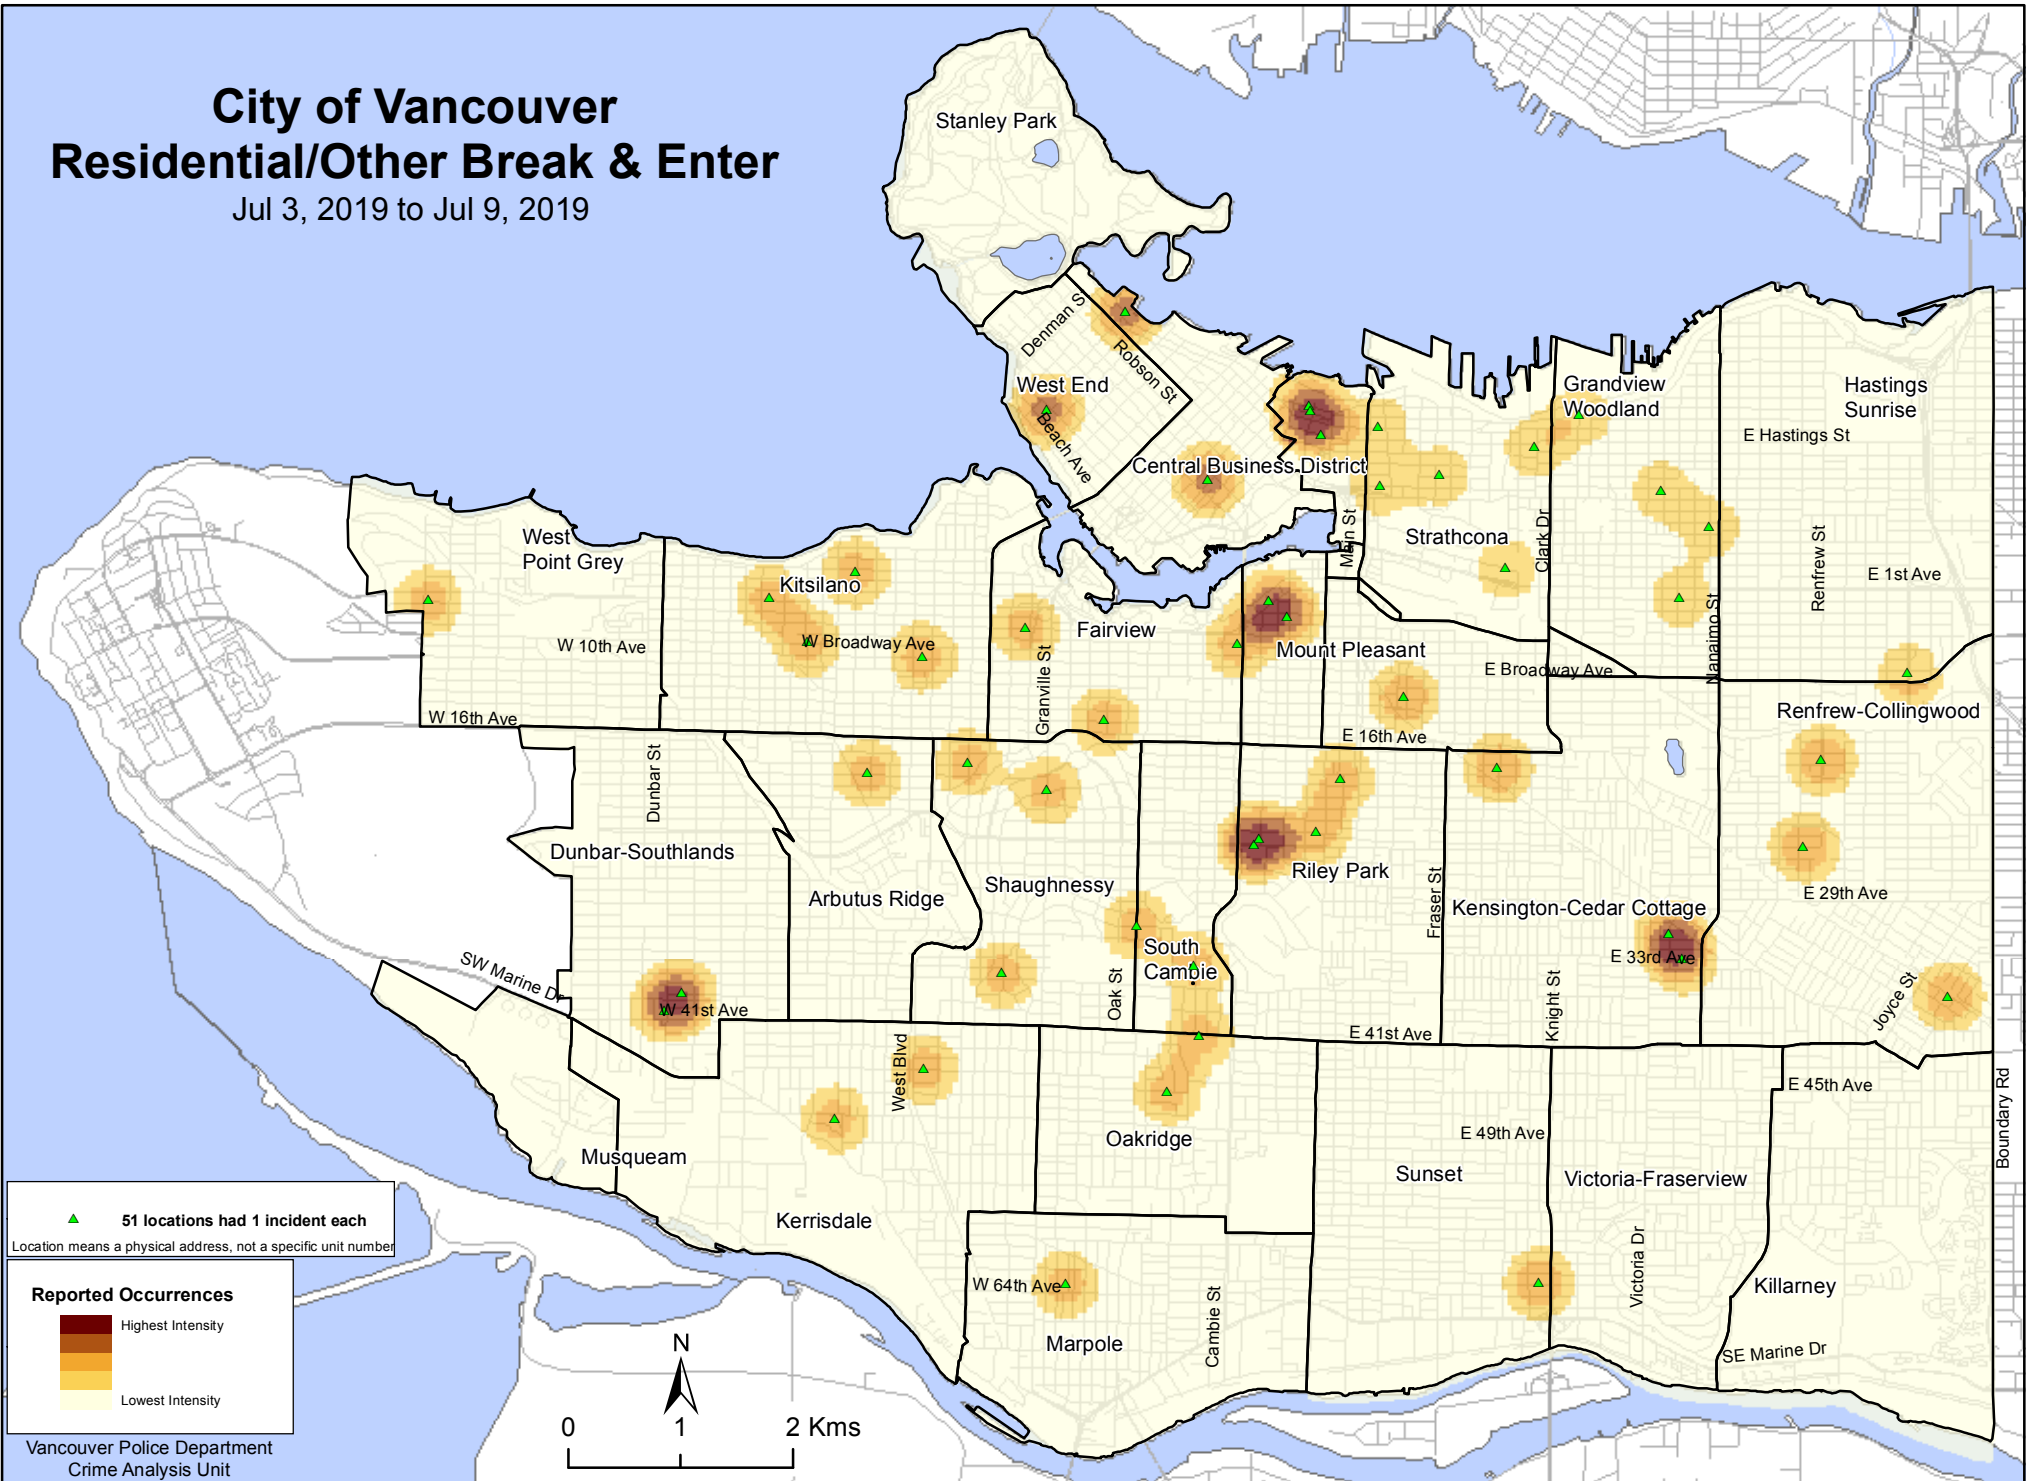 City of Vancouver
Residential/Other Break & Enter
Jul 3, 2019 to Jul 9, 2019
Stanley Park
Denman S
Robson St
West End
Beach Ave
Central Business District
Grandview
Woodland
Hastings
Sunrise
E Hastings St
Main St
Strathcona
Clark Dr
Renfrew St
E 1st Ave
Nanaimo St
West
Point Grey
Kitsilano
W 10th Ave
W Broadway Ave
Fairview
Granville St
Mount Pleasant
E Broadway Ave
W 16th Ave
E 16th Ave
Renfrew-Collingwood
Dunbar St
Dunbar-Southlands
Arbutus Ridge
Shaughnessy
Riley Park
Fraser St
Kensington-Cedar Cottage
E 29th Ave
South
Cambie
Oak St
E 33rd Ave
Knight St
Joyce St
SW Marine Dr
W 41st Ave
E 41st Ave
West Blvd
E 45th Ave
Boundary Rd
Musqueam
Oakridge
E 49th Ave
Sunset
Victoria-Fraserview
Kerrisdale
Victoria Dr
W 64th Ave
Cambie St
Killarney
Marpole
SE Marine Dr
51 locations had 1 incident each
Location means a physical address, not a specific unit number
Reported Occurrences
Highest Intensity
Lowest Intensity
Vancouver Police Department
Crime Analysis Unit
N
0 1 2 Kms